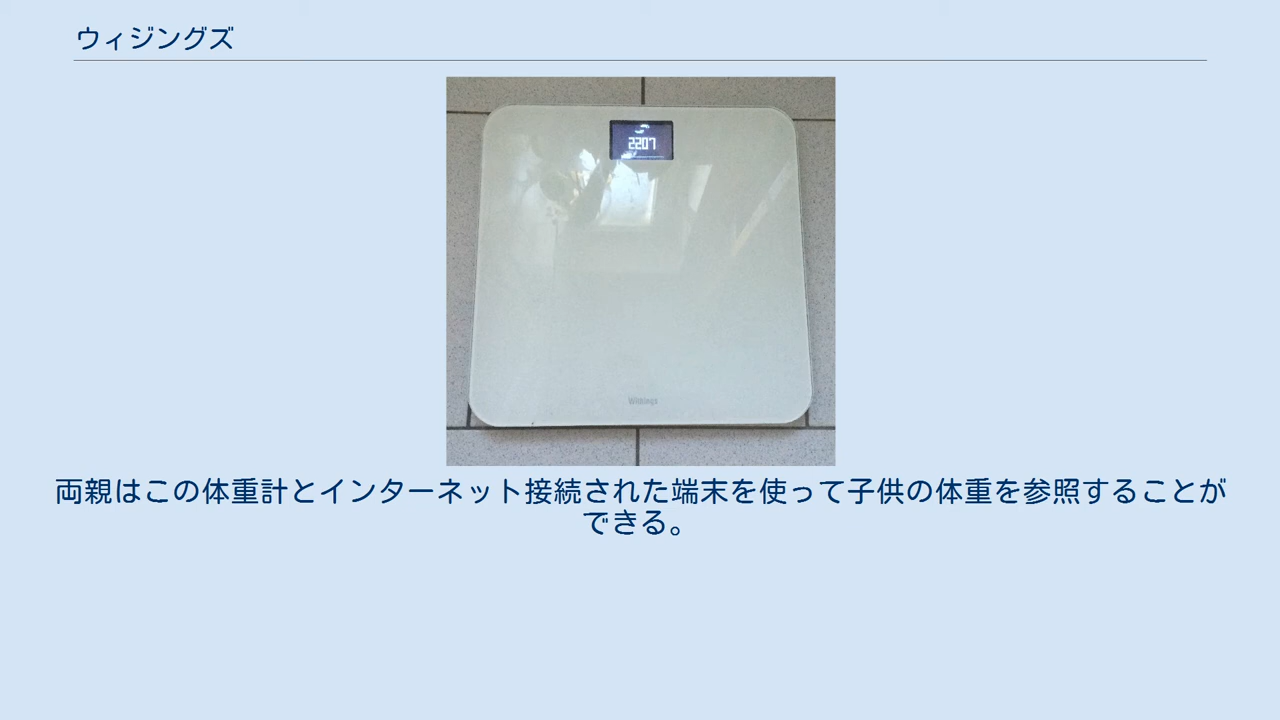 ウィジングズ
2207
Withings
両親はこの体重計とインターネット接続された端末を使って子供の体重を参照することが
できる。